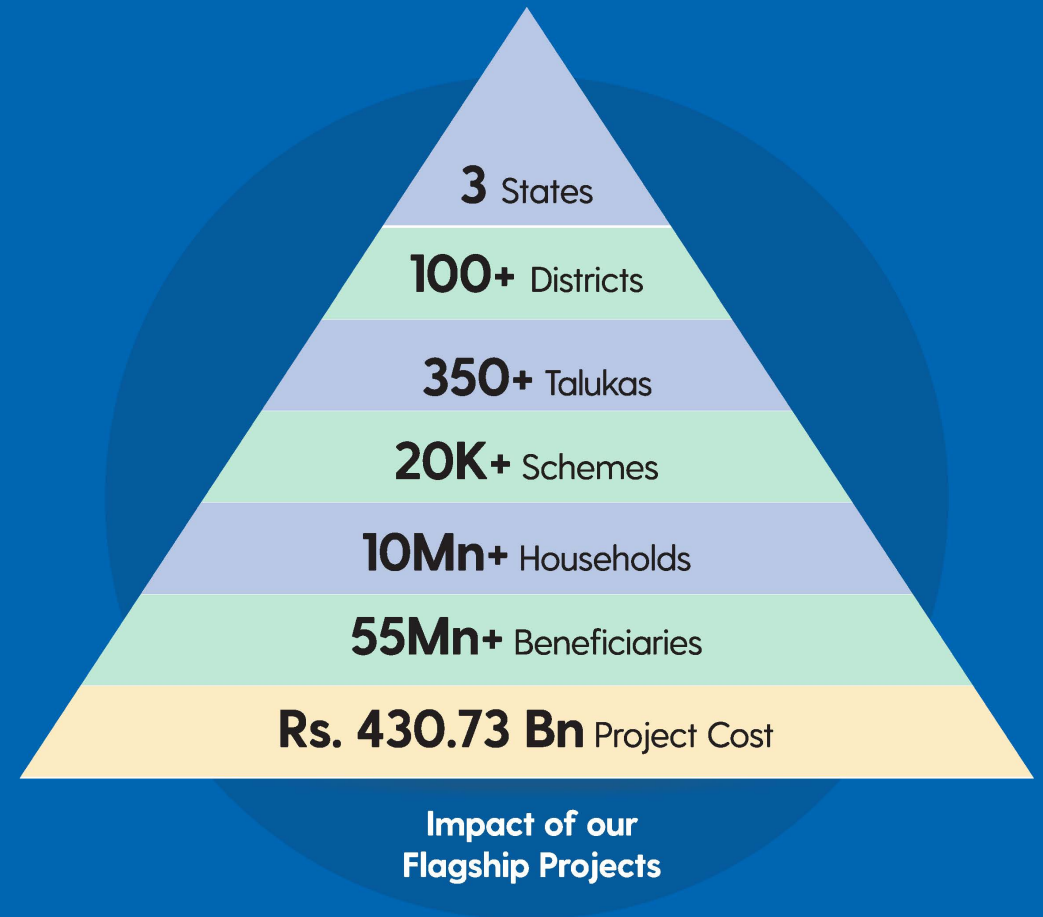 3 States
100+ Districts
350+ Talukas
20K+ Schemes
10Mn+ Households
55Mn+ Beneficiaries
Rs. 430.73 Bn Project Cost
Impact of our
Flagship Projects